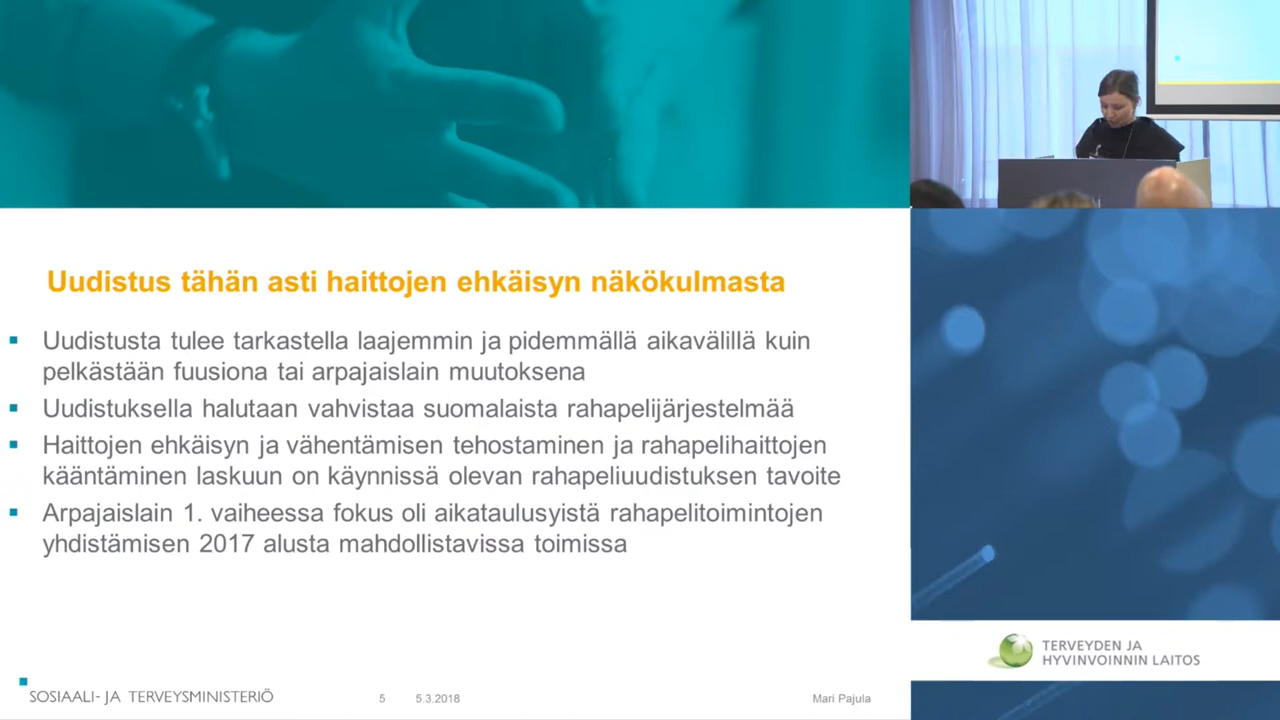 Uudistus tähän asti haittojen ehkäisyn näkökulmasta
Uudistusta tulee tarkastella laajemmin ja pidemmällä aikavälillä kuin
pelkästään fuusiona tai arpajaislain muutoksena
Uudistuksella halutaan vahvistaa suomalaista rahapelijärjestelmää
Haittojen ehkäisyn ja vähentämisen tehostaminen ja rahapelihaittojen
kääntäminen laskuun on käynnissä olevan rahapeliuudistuksen tavoite
Arpajaislain 1. vaiheessa fokus oli aikataulusyistä rahapelitoimintojen
yhdistämisen 2017 alusta mahdollistavissa toimissa
SOSIAALI- JA TERVEYSMINISTERIÖ
5
5.3.2018
Mari Pajula
TERVEYDEN JA
HYVINVOINNIN LAITOS